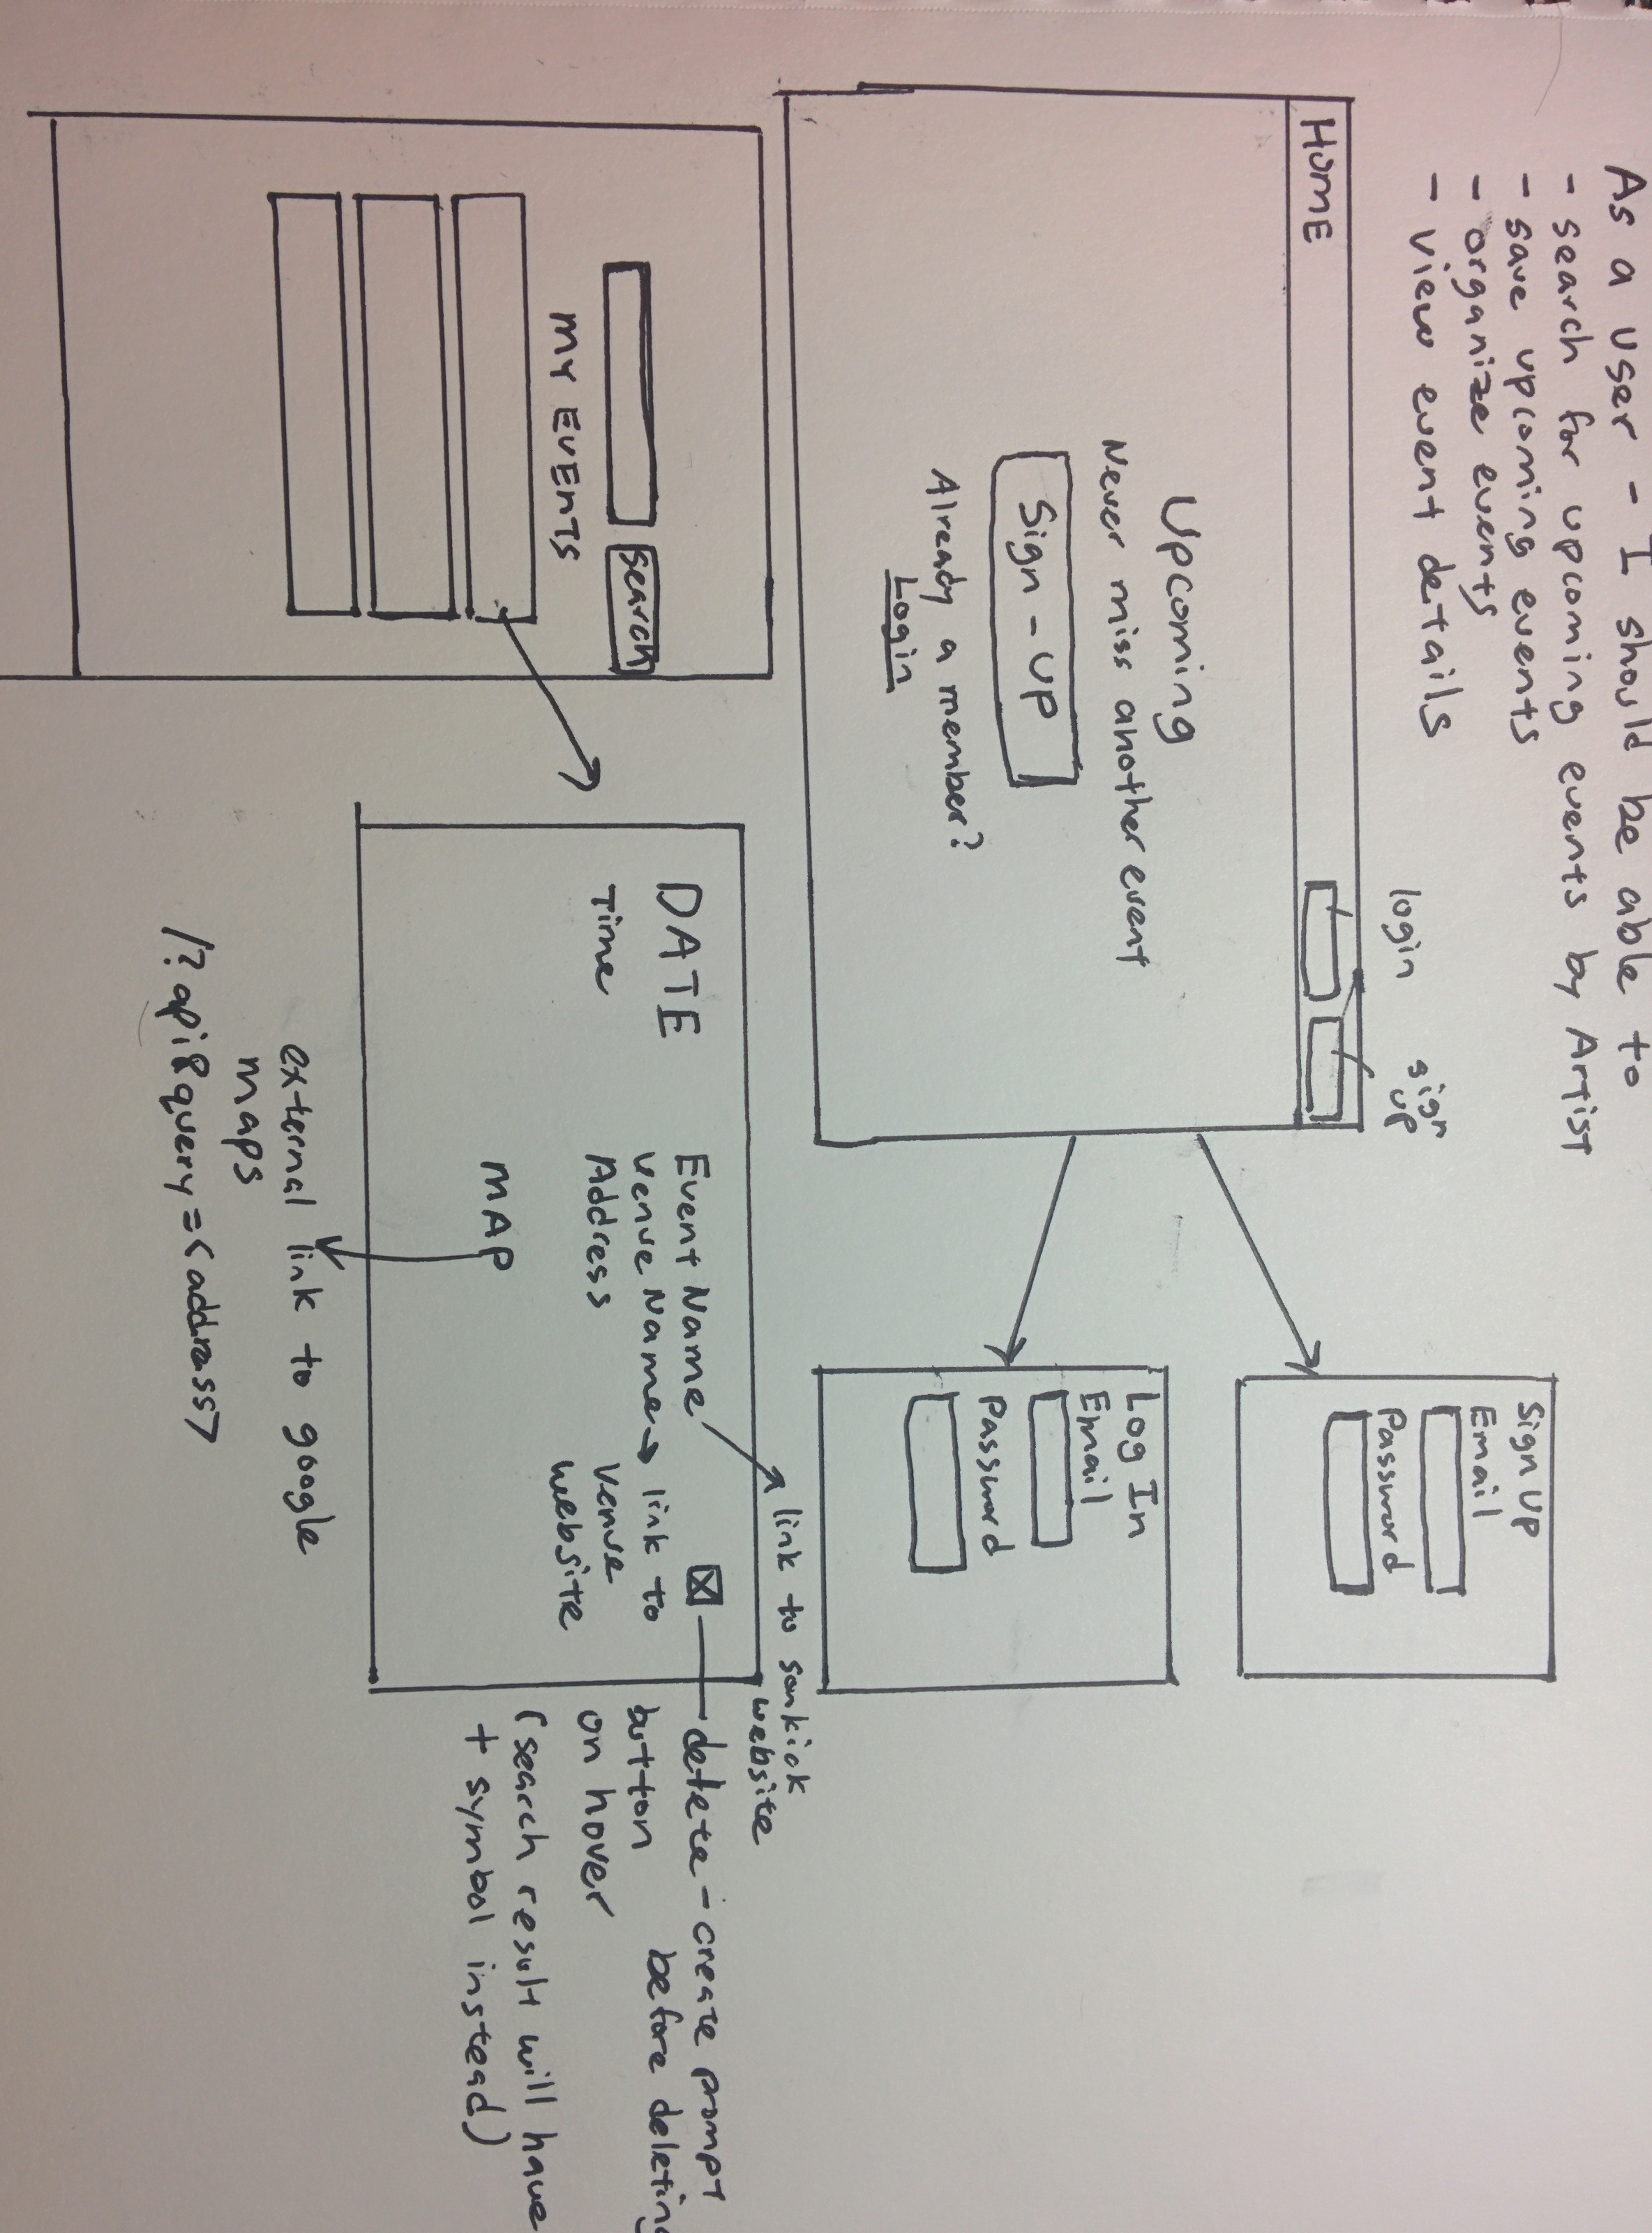 As a user - I should be able to
- search for upcoming events by Artist
- save upcoming events
- organize events
- view event details
login
sign
up
HOME
Upcoming
Never miss another event
Sign-up
Already a member?
Login
Sign Up
Email
Password
Log In
Email
Password
search
MY EVENTS
DATE
Time
Event Name
Venue Name → link to
venue
website
Address
MAP
link to sonkick
website
delete - create prompt
button before deleting
on hover
(search result will have
+ symbol instead)
external link to google
maps
/?api&query=<address>